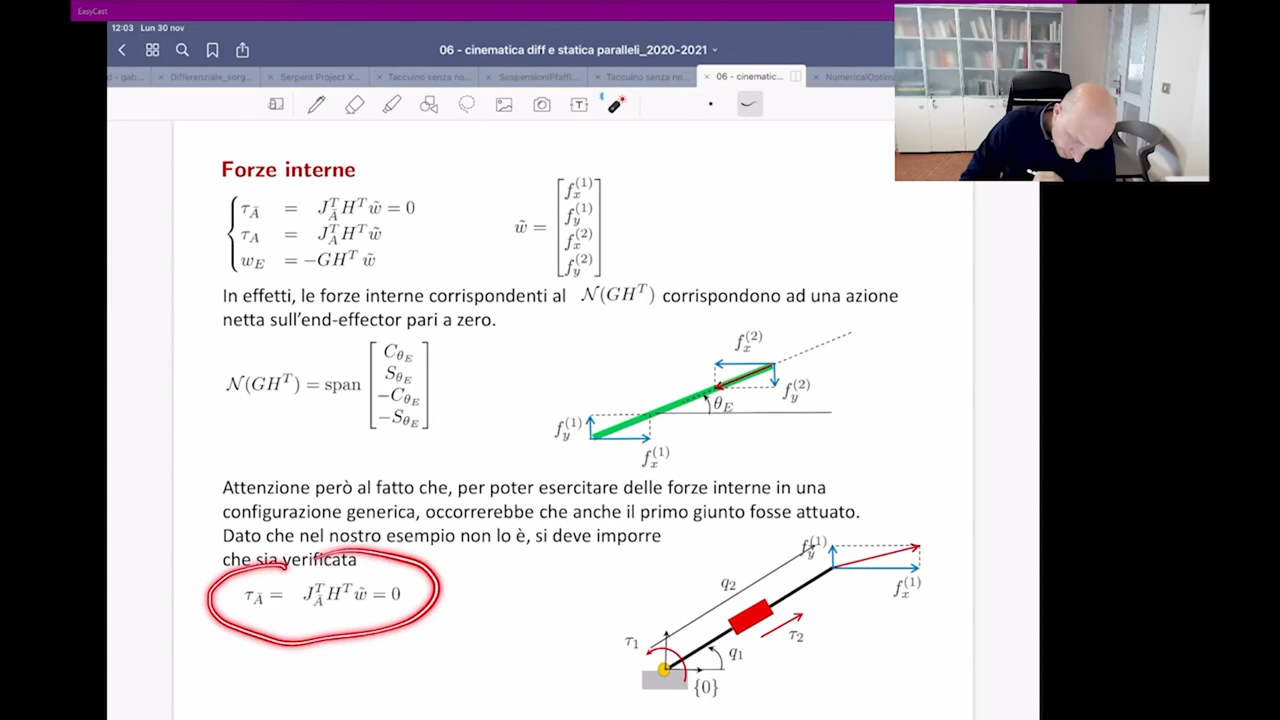 EasyCast
12:03 Lun 30 nov
06 - cinematica diff e statica paralleli_2020-2021
d - gab...
Differenziale_sorg...
Serpent Project X...
Taccuino senza no...
SospensioniPfaffi...
Taccuino senza no...
06 - cinematic...
NumericalOptima
Forze interne
τ_Ā = J_Ā^T H^T w̃ = 0
τ_A = J_A^T H^T w̃
w_E = −GH^T w̃
w̃ = [f_x^(1) f_y^(1) f_x^(2) f_y^(2)]
In effetti, le forze interne corrispondenti al 𝒩(GH^T) corrispondono ad una azione
netta sull'end-effector pari a zero.
𝒩(GH^T) = span [C_θE S_θE −C_θE −S_θE]
f_x^(2)
f_y^(2)
θ_E
f_y^(1)
f_x^(1)
Attenzione però al fatto che, per poter esercitare delle forze interne in una
configurazione generica, occorrerebbe che anche il primo giunto fosse attuato.
Dato che nel nostro esempio non lo è, si deve imporre
che sia verificata
τ_Ā = J_Ā^T H^T w̃ = 0
f_y^(1)
f_x^(1)
q_2
τ_2
τ_1
q_1
{0}